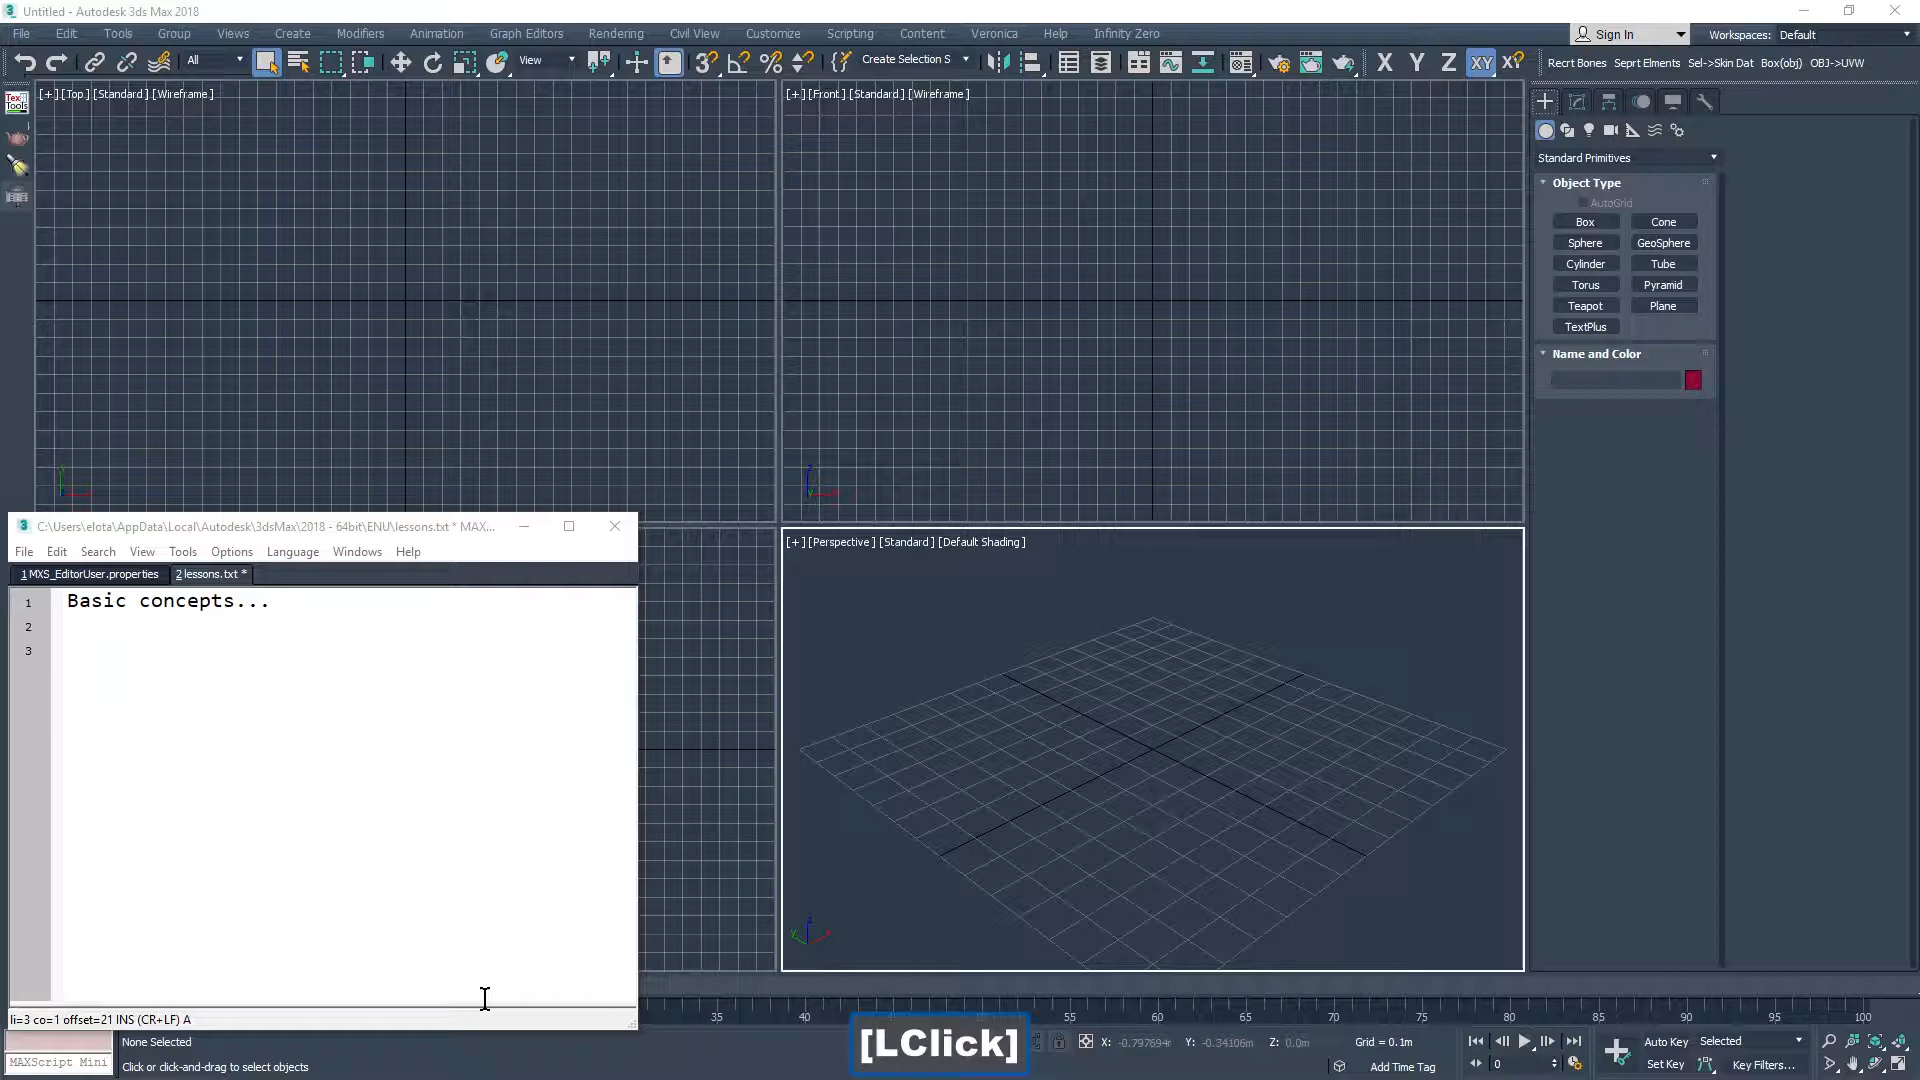 Untitled - Autodesk 3ds Max 2018
File Edit Tools Group Views Create Modifiers Animation Graph Editors Rendering Civil View Customize Scripting Content Veronica Help Infinity Zero
Sign In
Workspaces: Default
All
View
Create Selection S
X Y Z XY XY
Recrt Bones Seprt Elments Sel->Skin Dat Box(obj) OBJ->UVW
Tex Tools
[+] [Top] [Standard] [Wireframe]
[+] [Front] [Standard] [Wireframe]
Standard Primitives
Object Type
AutoGrid
Box Cone
Sphere GeoSphere
Cylinder Tube
Torus Pyramid
Teapot Plane
TextPlus
Name and Color
C:\Users\elota\AppData\Local\Autodesk\3dsMax\2018 - 64bit\ENU\lessons.txt * MAX...
File Edit Search View Tools Options Language Windows Help
1 MXS_EditorUser.properties 2 lessons.txt *
1 Basic concepts...
2
3
li=3 co=1 offset=21 INS (CR+LF) A
[+] [Perspective] [Standard] [Default Shading]
35 40 55 60 65 70 75 80 85 90 95 100
[LClick]
None Selected
X: -0.797694m Y: -0.34106m Z: 0.0m
Grid = 0.1m
Auto Key Selected
MAXScript Mini
Click or click-and-drag to select objects
Add Time Tag
0
Set Key Key Filters...